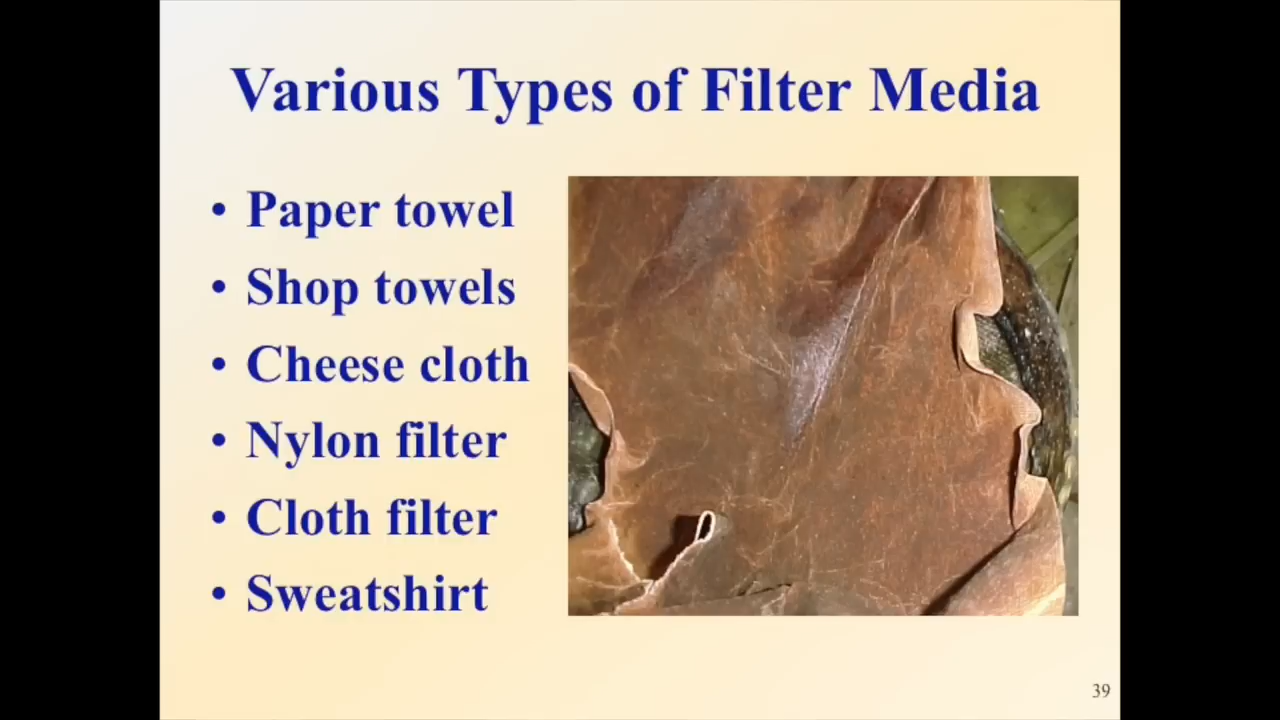 Various Types of Filter Media
• Paper towel
• Shop towels
• Cheese cloth
• Nylon filter
• Cloth filter
• Sweatshirt
39